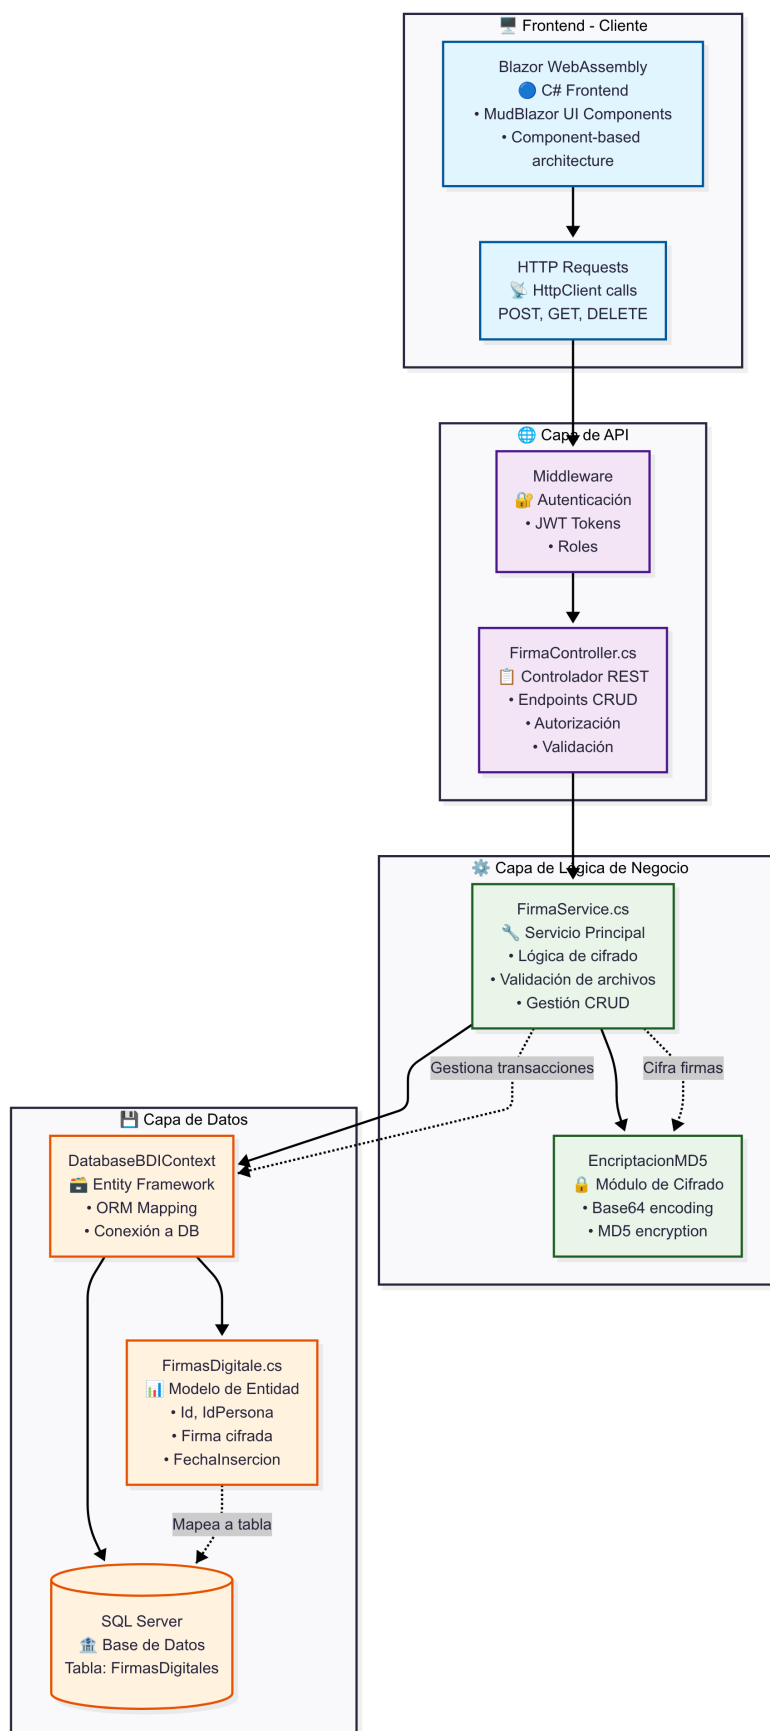 🖥️ Frontend - Cliente
Blazor WebAssembly
🔵 C# Frontend
• MudBlazor UI Components
• Component-based
architecture
HTTP Requests
📡 HttpClient calls
POST, GET, DELETE
🌐 Capa de API
Middleware
🔐 Autenticación
• JWT Tokens
• Roles
FirmaController.cs
📋 Controlador REST
• Endpoints CRUD
• Autorización
• Validación
⚙️ Capa de Lógica de Negocio
FirmaService.cs
🔧 Servicio Principal
• Lógica de cifrado
• Validación de archivos
• Gestión CRUD
Gestiona transacciones
Cifra firmas
💾 Capa de Datos
DatabaseBDIContext
🗃️ Entity Framework
• ORM Mapping
• Conexión a DB
EncriptacionMD5
🔒 Módulo de Cifrado
• Base64 encoding
• MD5 encryption
FirmasDigitale.cs
📊 Modelo de Entidad
• Id, IdPersona
• Firma cifrada
• FechaInsercion
Mapea a tabla
SQL Server
🏦 Base de Datos
Tabla: FirmasDigitales